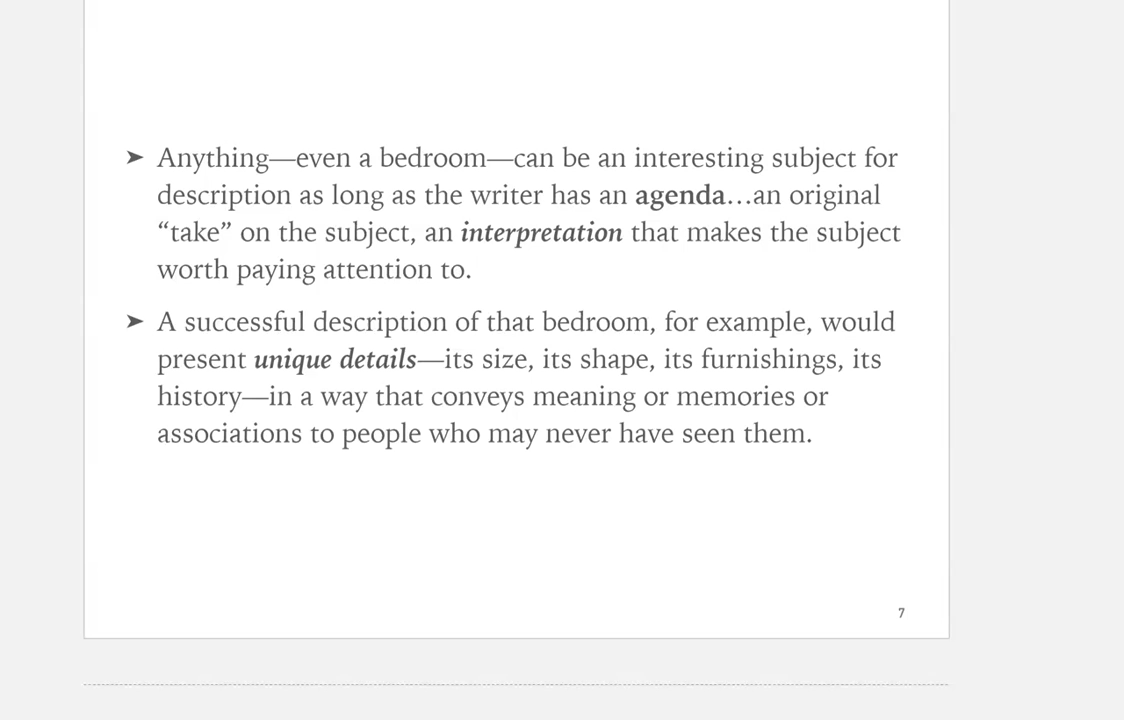 ➤ Anything—even a bedroom—can be an interesting subject for
description as long as the writer has an agenda…an original
“take” on the subject, an interpretation that makes the subject
worth paying attention to.
➤ A successful description of that bedroom, for example, would
present unique details—its size, its shape, its furnishings, its
history—in a way that conveys meaning or memories or
associations to people who may never have seen them.
7